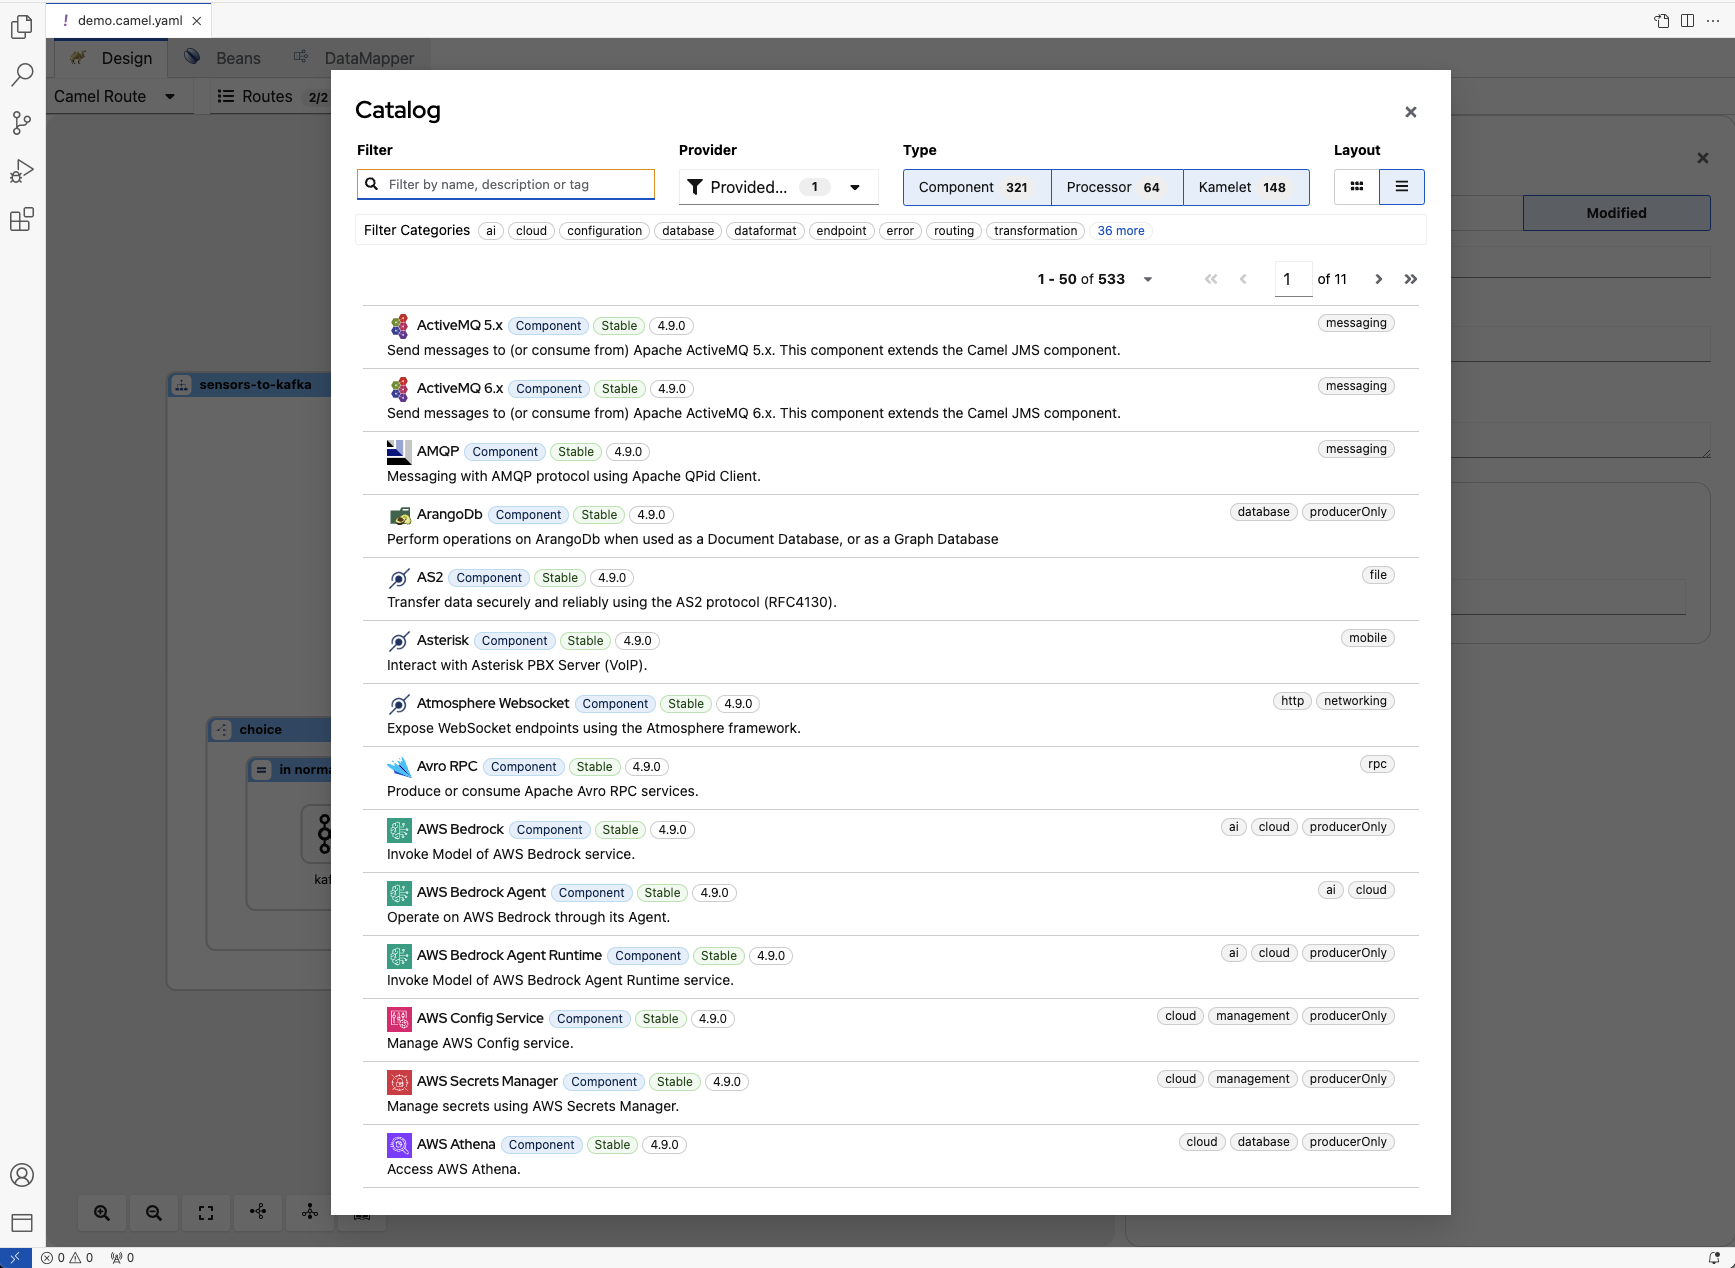 ! demo.camel.yaml
Design Beans DataMapper
Camel Route Routes 2/2
Catalog
Filter Provider Type Layout
Filter by name, description or tag Provided... 1 Component 321 Processor 64 Kamelet 148
Filter Categories ai cloud configuration database dataformat endpoint error routing transformation 36 more
Modified
1 - 50 of 533 1 of 11
ActiveMQ 5.x Component Stable 4.9.0 messaging
Send messages to (or consume from) Apache ActiveMQ 5.x. This component extends the Camel JMS component.
ActiveMQ 6.x Component Stable 4.9.0 messaging
Send messages to (or consume from) Apache ActiveMQ 6.x. This component extends the Camel JMS component.
sensors-to-kafka
AMQP Component Stable 4.9.0 messaging
Messaging with AMQP protocol using Apache QPid Client.
ArangoDb Component Stable 4.9.0 database producerOnly
Perform operations on ArangoDb when used as a Document Database, or as a Graph Database
AS2 Component Stable 4.9.0 file
Transfer data securely and reliably using the AS2 protocol (RFC4130).
Asterisk Component Stable 4.9.0 mobile
Interact with Asterisk PBX Server (VoIP).
Atmosphere Websocket Component Stable 4.9.0 http networking
Expose WebSocket endpoints using the Atmosphere framework.
choice
Avro RPC Component Stable 4.9.0 rpc
in norma
Produce or consume Apache Avro RPC services.
AWS Bedrock Component Stable 4.9.0 ai cloud producerOnly
Invoke Model of AWS Bedrock service.
kaf
AWS Bedrock Agent Component Stable 4.9.0 ai cloud
Operate on AWS Bedrock through its Agent.
AWS Bedrock Agent Runtime Component Stable 4.9.0 ai cloud producerOnly
Invoke Model of AWS Bedrock Agent Runtime service.
AWS Config Service Component Stable 4.9.0 cloud management producerOnly
Manage AWS Config service.
AWS Secrets Manager Component Stable 4.9.0 cloud management producerOnly
Manage secrets using AWS Secrets Manager.
AWS Athena Component Stable 4.9.0 cloud database producerOnly
Access AWS Athena.
0 0 0